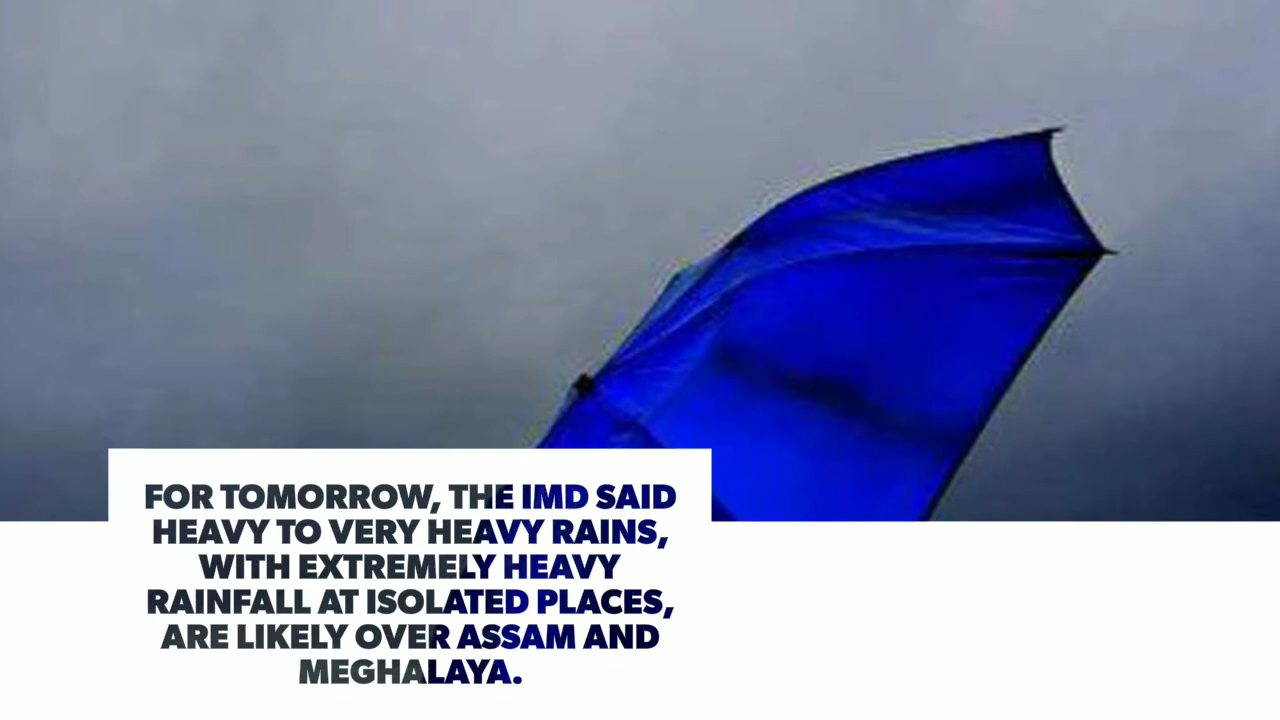 FOR TOMORROW, THE IMD SAID
HEAVY TO VERY HEAVY RAINS,
WITH EXTREMELY HEAVY
RAINFALL AT ISOLATED PLACES,
ARE LIKELY OVER ASSAM AND
MEGHALAYA.